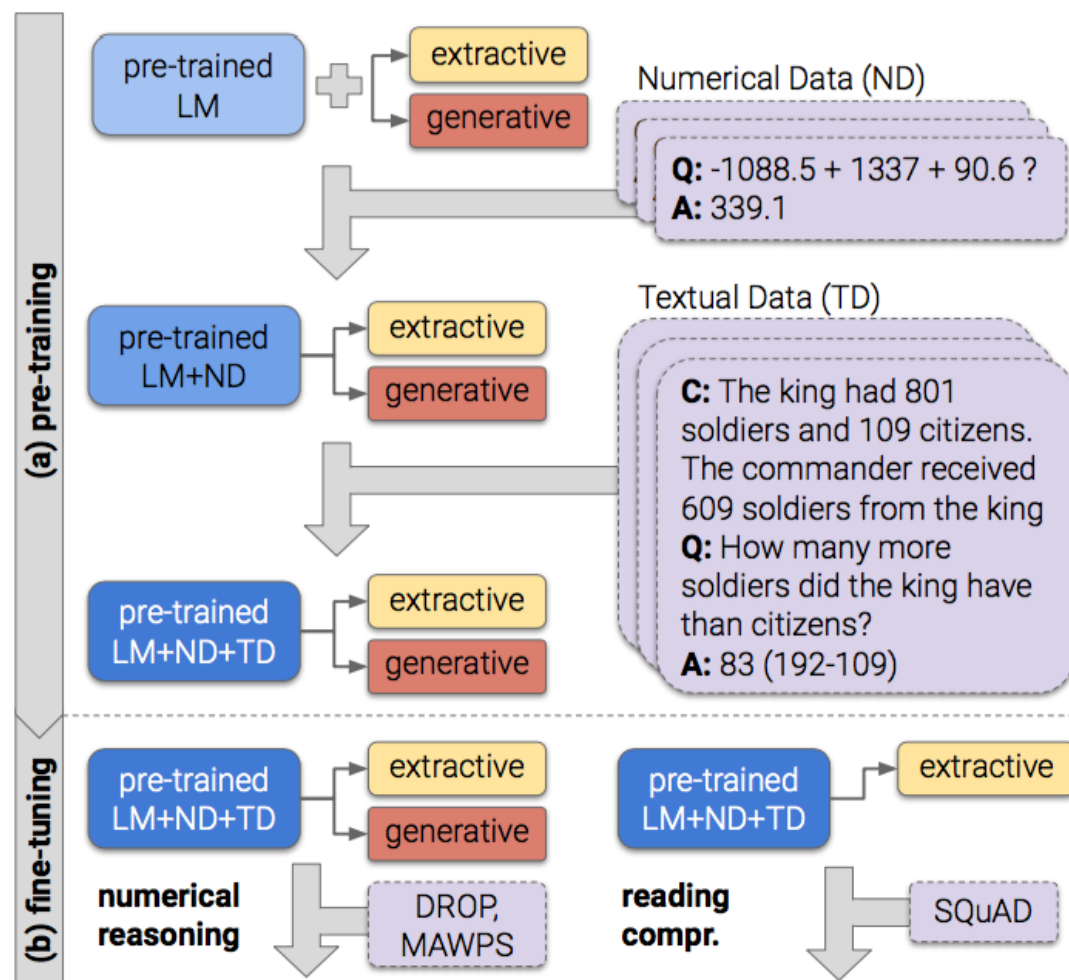 pre-trained
LM
extractive
generative
Numerical Data (ND)
Q: -1088.5 + 1337 + 90.6 ?
A: 339.1
(a) pre-training
pre-trained
LM+ND
extractive
generative
Textual Data (TD)
C: The king had 801
soldiers and 109 citizens.
The commander received
609 soldiers from the king
Q: How many more
soldiers did the king have
than citizens?
A: 83 (192-109)
pre-trained
LM+ND+TD
extractive
generative
(b) fine-tuning
pre-trained
LM+ND+TD
extractive
generative
numerical
reasoning
DROP,
MAWPS
pre-trained
LM+ND+TD
extractive
reading
compr.
SQuAD